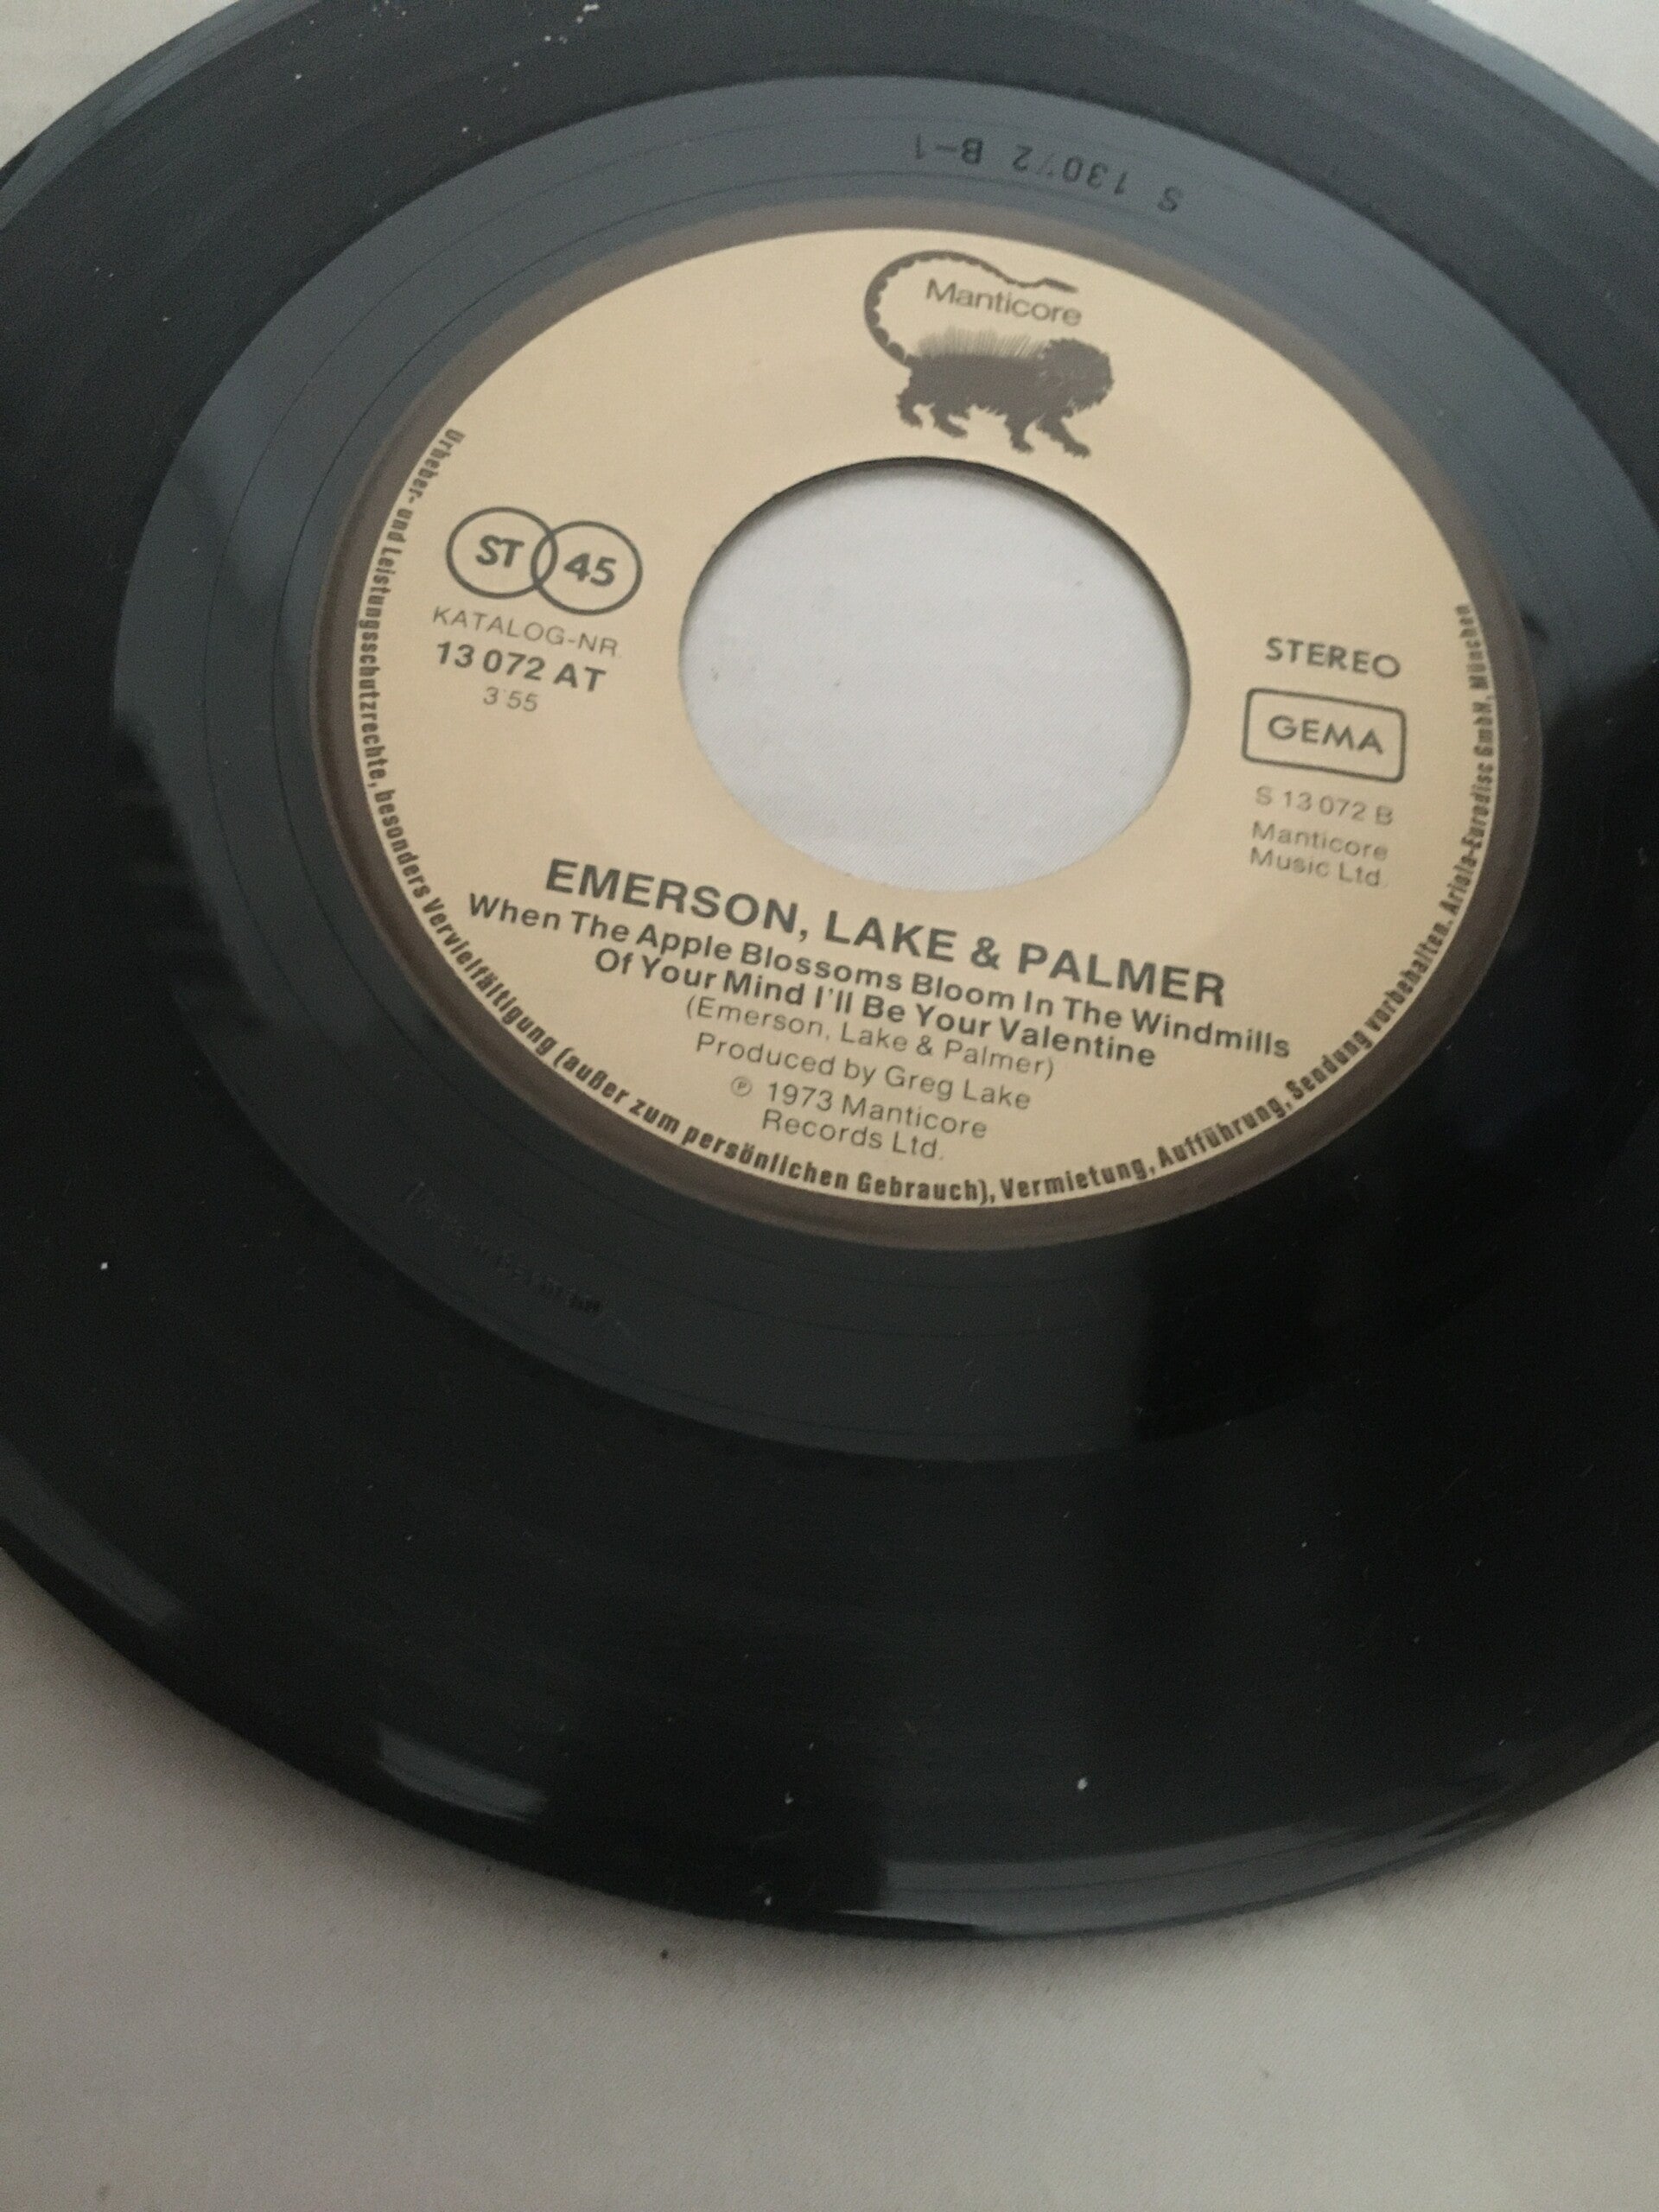 S 13072 B-1
Manticore
ST 45
KATALOG-NR.
13 072 AT
3'55
STEREO
GEMA
S 13 072 B
Manticore
Music Ltd.
EMERSON, LAKE & PALMER
When The Apple Blossoms Bloom In The Windmills
Of Your Mind I'll Be Your Valentine
(Emerson, Lake & Palmer)
Produced by Greg Lake
℗ 1973 Manticore
Records Ltd.
Urheber- und Leistungsschutzrechte, besonders Vervielfältigung (außer zum persönlichen Gebrauch), Vermietung, Aufführung, Sendung vorbehalten. Ariola-Eurodisc GmbH, München